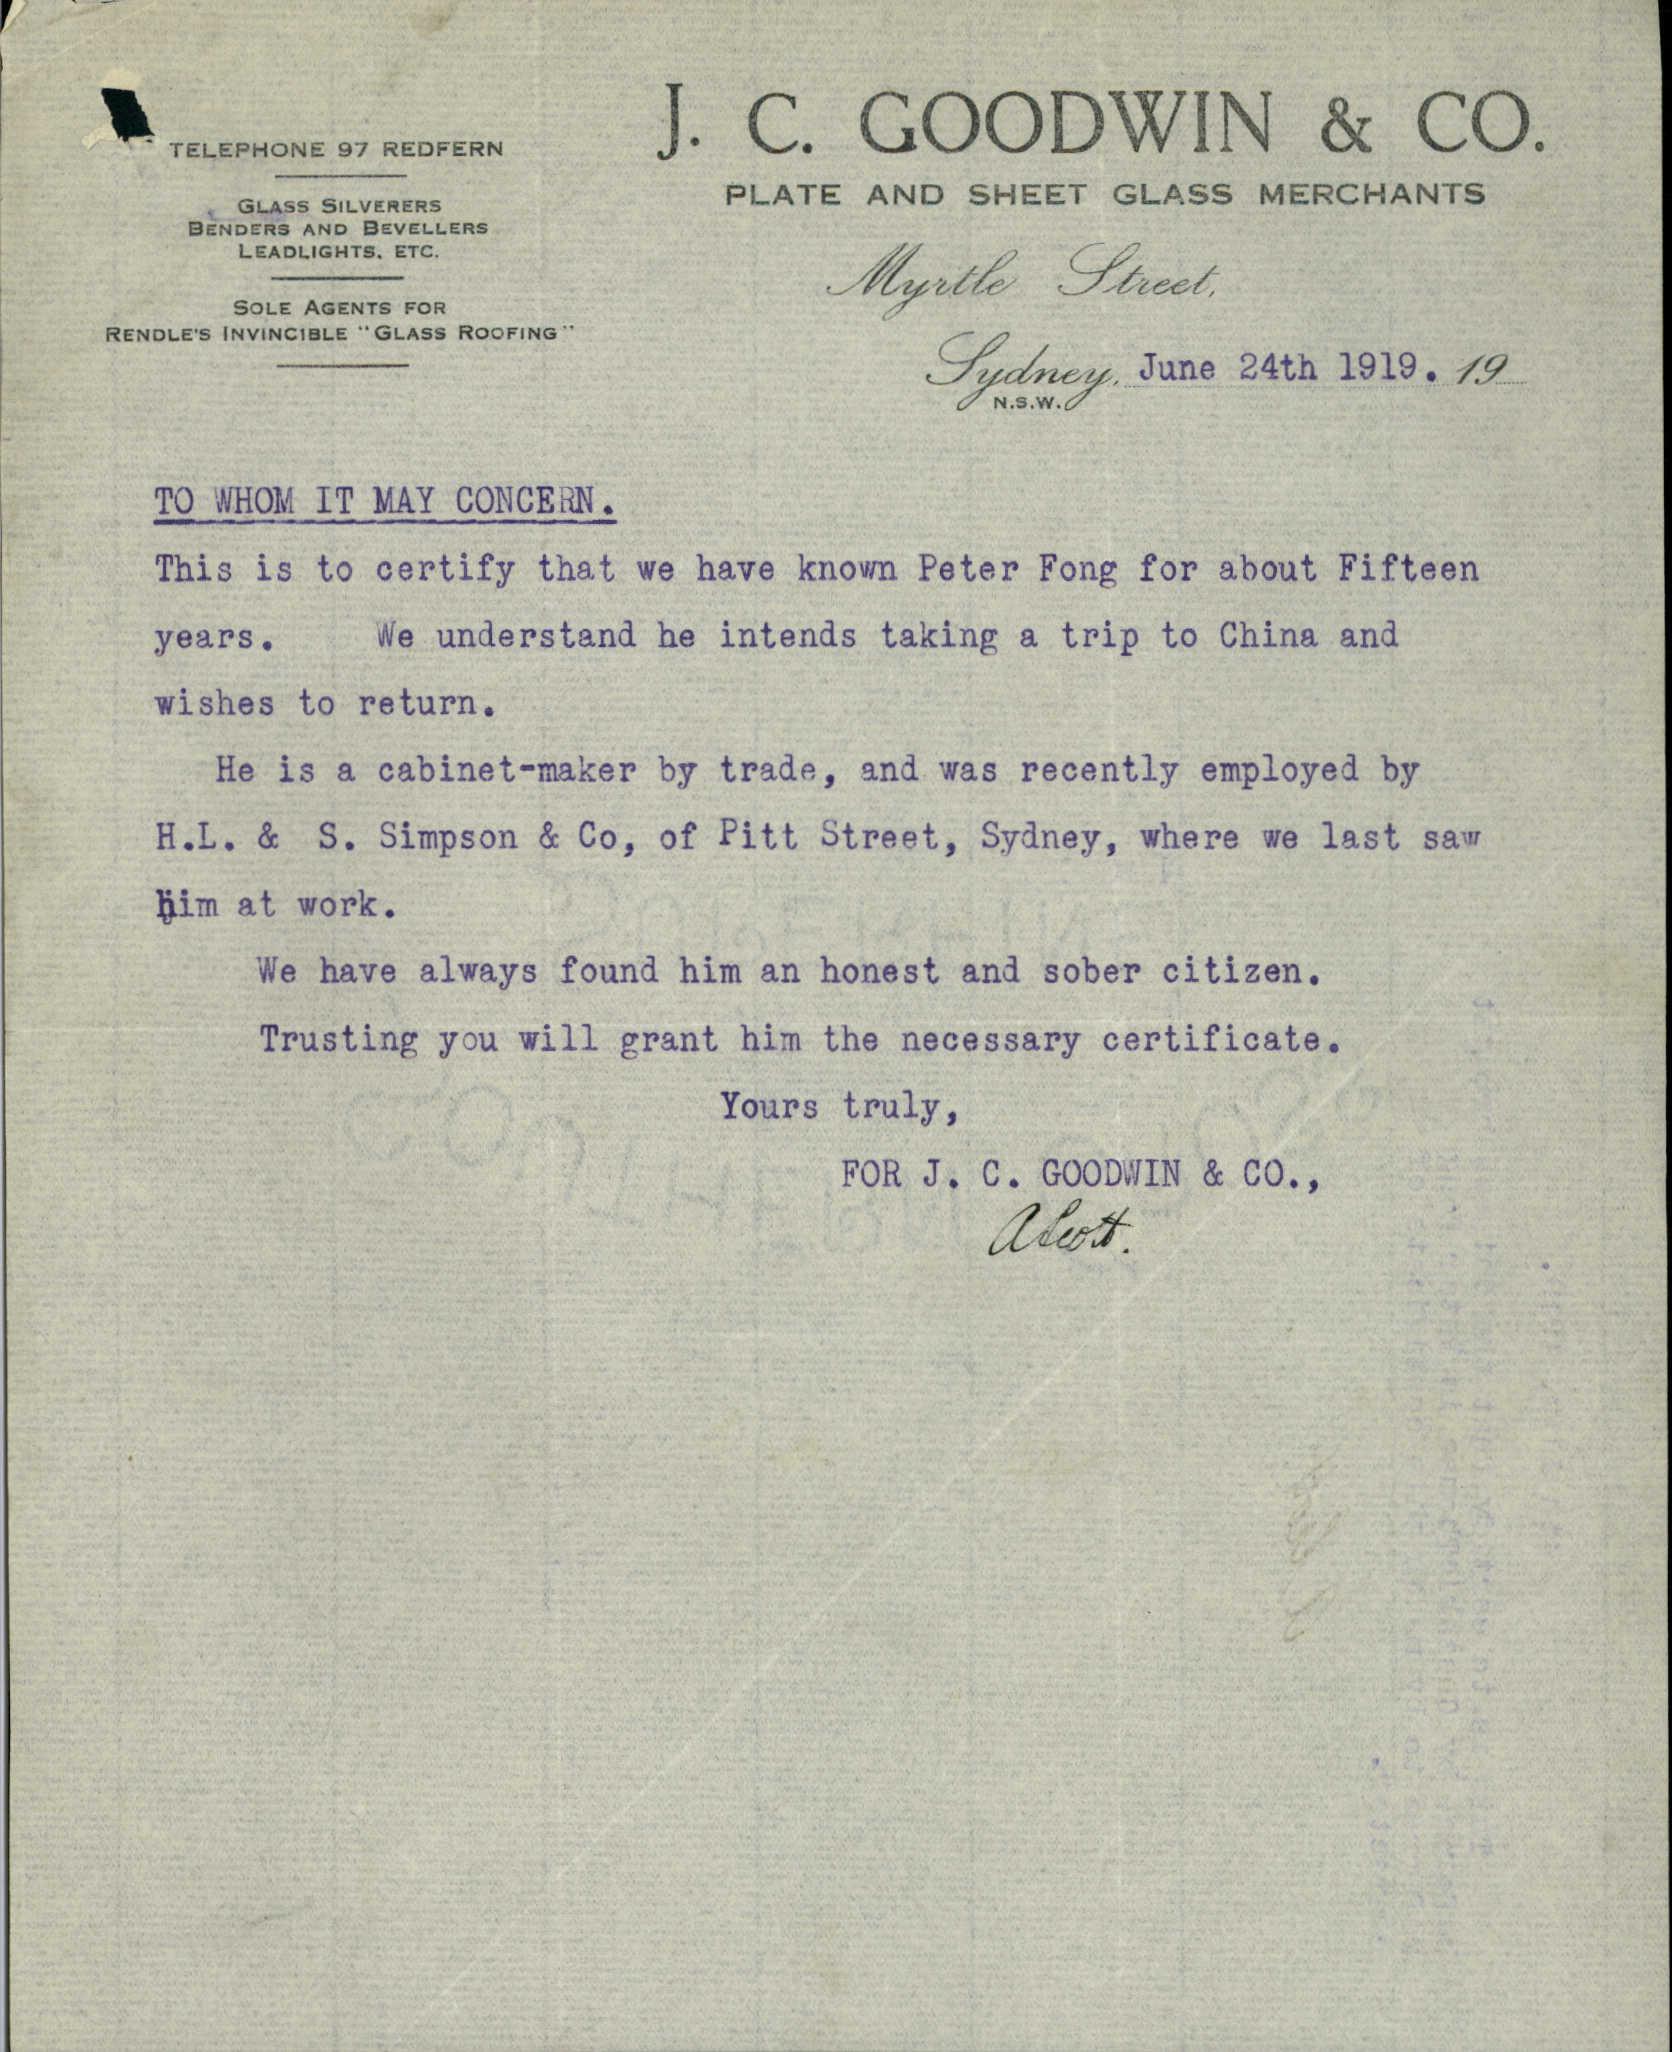 TELEPHONE 97 REDFERN
GLASS SILVERERS
BENDERS AND BEVELLERS
LEADLIGHTS, ETC.
SOLE AGENTS FOR
RENDLE'S INVINCIBLE "GLASS ROOFING"
J. C. GOODWIN & CO.
PLATE AND SHEET GLASS MERCHANTS
Myrtle Street,
Sydney, June 24th 1919. 19
N.S.W.
TO WHOM IT MAY CONCERN.
This is to certify that we have known Peter Fong for about Fifteen
years. We understand he intends taking a trip to China and
wishes to return.
He is a cabinet-maker by trade, and was recently employed by
H.L. & S. Simpson & Co, of Pitt Street, Sydney, where we last saw
him at work.
We have always found him an honest and sober citizen.
Trusting you will grant him the necessary certificate.
Yours truly,
FOR J. C. GOODWIN & CO.,
A Scott.